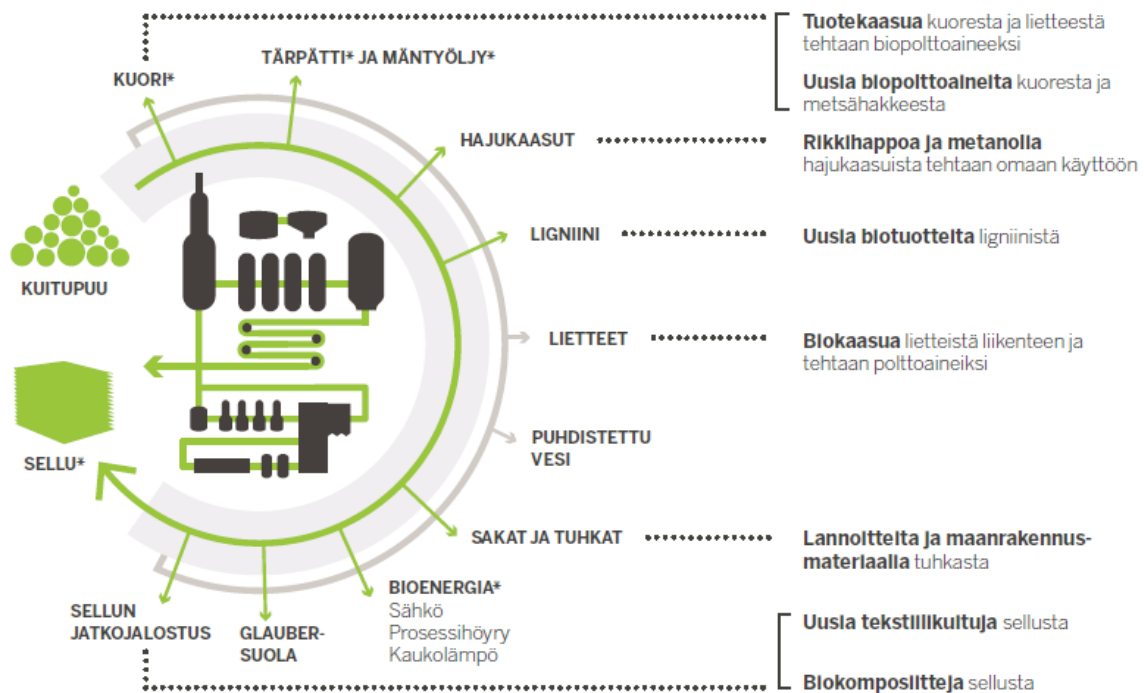 Tuotekaasua kuoresta ja lietteestä
tehtaan biopolttoaineeksi
TÄRPÄTTI* JA MÄNTYÖLJY*
KUORI*
Uusia biopolttoaineita kuoresta ja
metsähakkeesta
HAJUKAASUT
Rikkihappoa ja metanolia
hajukaasuista tehtaan omaan käyttöön
LIGNIINI
Uusia biotuotteita ligniinistä
KUITUPUU
LIETTEET
Biokaasua lietteistä liikenteen ja
tehtaan polttoaineiksi
PUHDISTETTU
VESI
SELLU*
SAKAT JA TUHKAT
Lannoitteita ja maanrakennus-
materiaalia tuhkasta
BIOENERGIA*
Sähkö
Prosessihöyry
Kaukolämpö
SELLUN
JATKOJALOSTUS
GLAUBER-
SUOLA
Uusia tekstiilikuituja sellusta
Biokomposiitteja sellusta